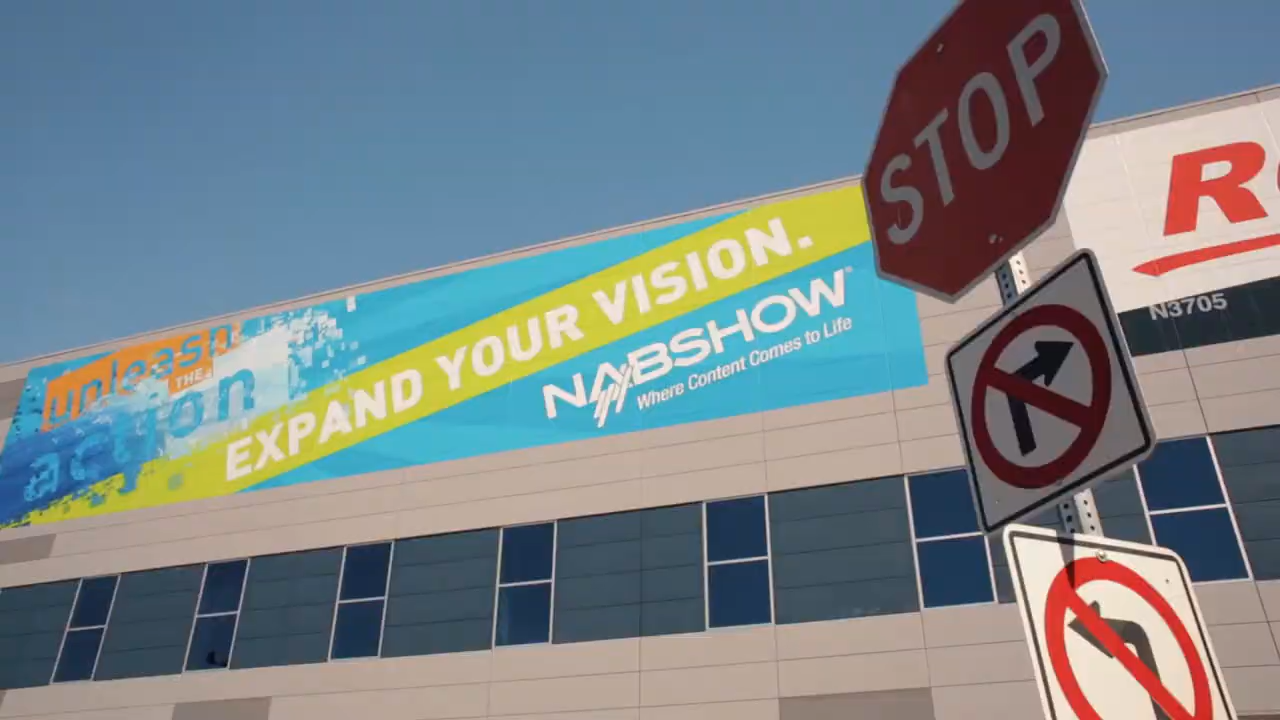 STOP
unleash
THE
action
EXPAND YOUR VISION.
NABSHOW®
Where Content Comes to Life
N3705